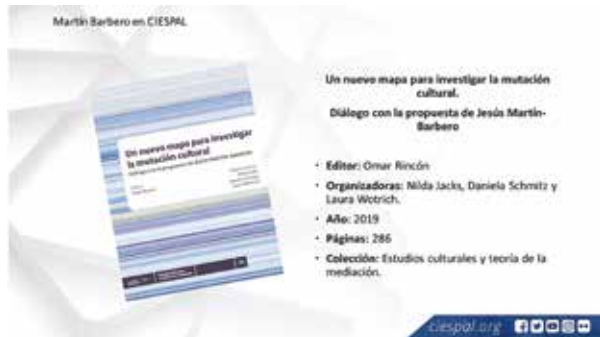 Martín Barbero en CIESPAL
Un nuevo mapa para investigar
la mutación cultural
Un nuevo mapa para investigar la mutación
cultural.
Diálogo con la propuesta de Jesús Martín-
Barbero
• Editor: Omar Rincón
• Organizadoras: Nilda Jacks, Daniela Schmitz y
Laura Wotrich.
• Año: 2019
• Páginas: 286
• Colección: Estudios culturales y teoría de la
mediación.
ciespal.org